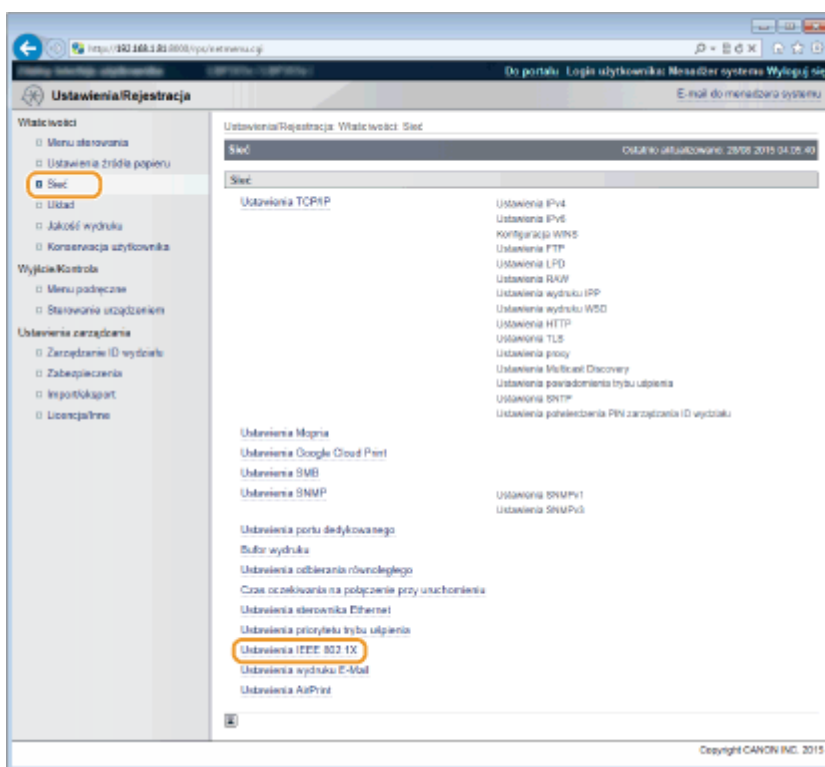 Do portalu Login użytkownika: Menadżer systemu Wyloguj się
Ustawienia/Rejestracja
E-mail do menadżera systemu
Właściwości
Menu sterowania
Ustawienia źródła papieru
Sieć
Układ
Jakość wydruku
Konserwacja użytkownika
Wyjście/Kontrola
Menu podręczne
Sterowanie urządzeniem
Ustawienia zarządzania
Zarządzanie ID wydziału
Zabezpieczenia
Import/eksport
Licencja/Inne
Ustawienia/Rejestracja: Właściwości: Sieć
Sieć
Ostatnio aktualizowane: 28/08 2015 04:05:40
Sieć
Ustawienia TCP/IP
Ustawienia IPv4
Ustawienia IPv6
Konfiguracja WINS
Ustawienia FTP
Ustawienia LPD
Ustawienia RAW
Ustawienia wydruku IPP
Ustawienia wydruku WSD
Ustawienia HTTP
Ustawienia TLS
Ustawienia proxy
Ustawienia Multicast Discovery
Ustawienia powiadomienia trybu uśpienia
Ustawienia SNTP
Ustawienia potwierdzenia PIN zarządzania ID wydziału
Ustawienia Mopria
Ustawienia Google Cloud Print
Ustawienia SMB
Ustawienia SNMP
Ustawienia SNMPv1
Ustawienia SNMPv3
Ustawienia portu dedykowanego
Bufor wydruku
Ustawienia odbierania równoległego
Czas oczekiwania na połączenie przy uruchomieniu
Ustawienia sterownika Ethernet
Ustawienia priorytetu trybu uśpienia
Ustawienia IEEE 802.1X
Ustawienia wydruku E-Mail
Ustawienia AirPrint
Copyright CANON INC. 2015